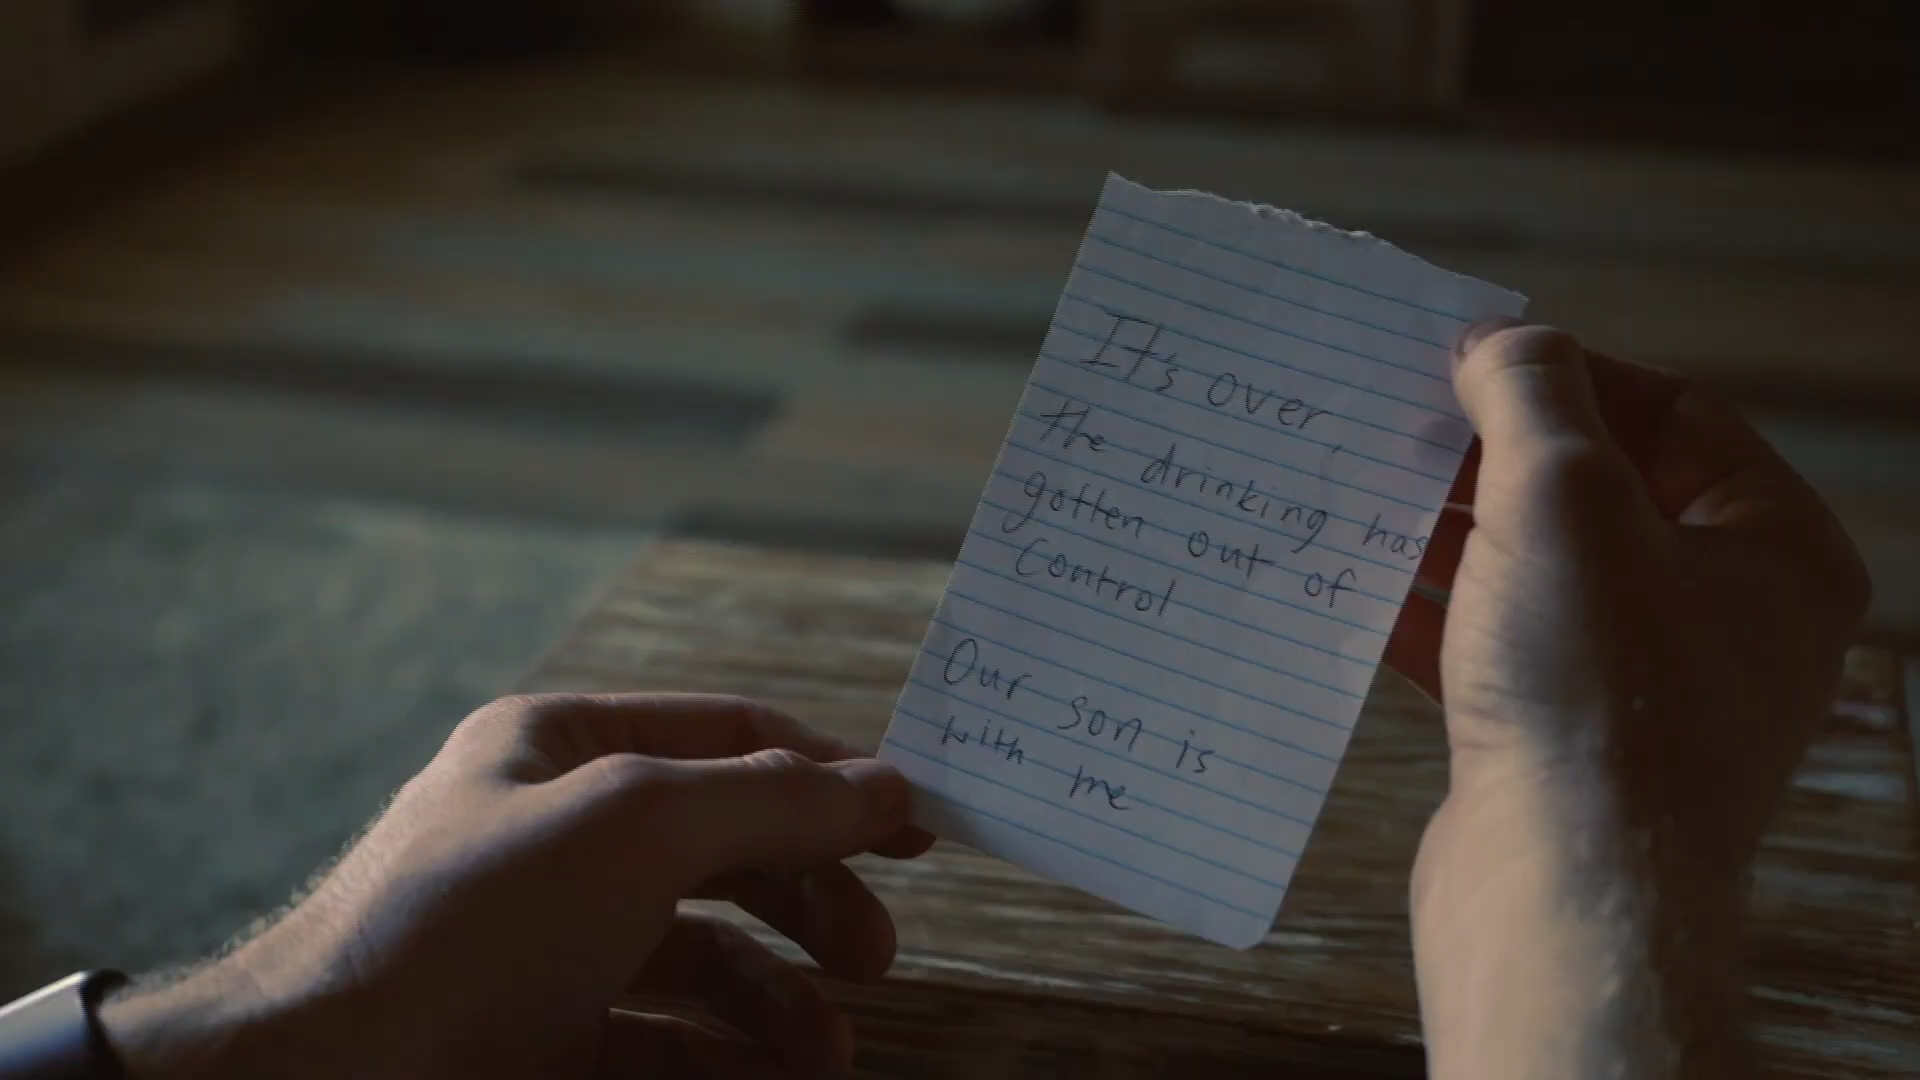 It's over,
the drinking has
gotten out of
Control
Our son is
with me